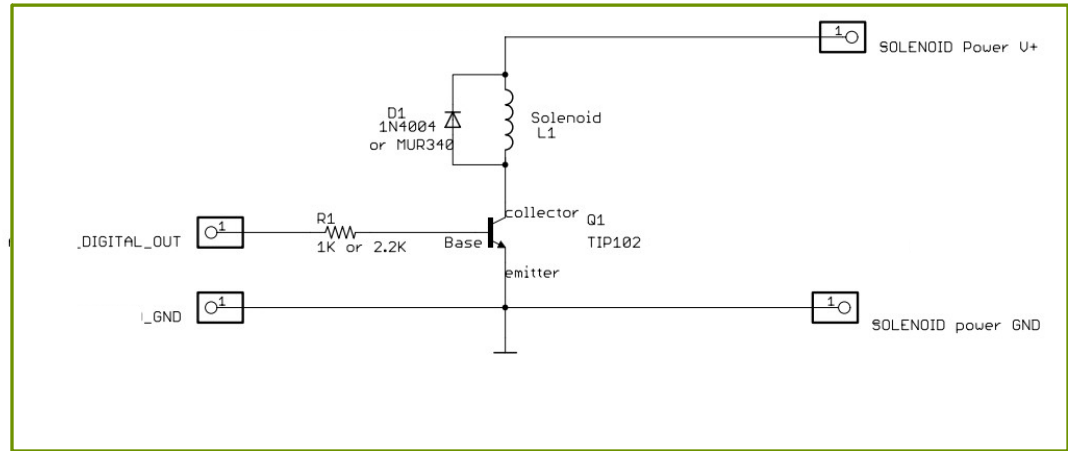 1
SOLENOID Power V+
D1
1N4004
or MUR340
Solenoid
L1
collector
Q1
TIP102
1
_DIGITAL_OUT
R1
1K or 2.2K
Base
emitter
1
_GND
1
SOLENOID power GND